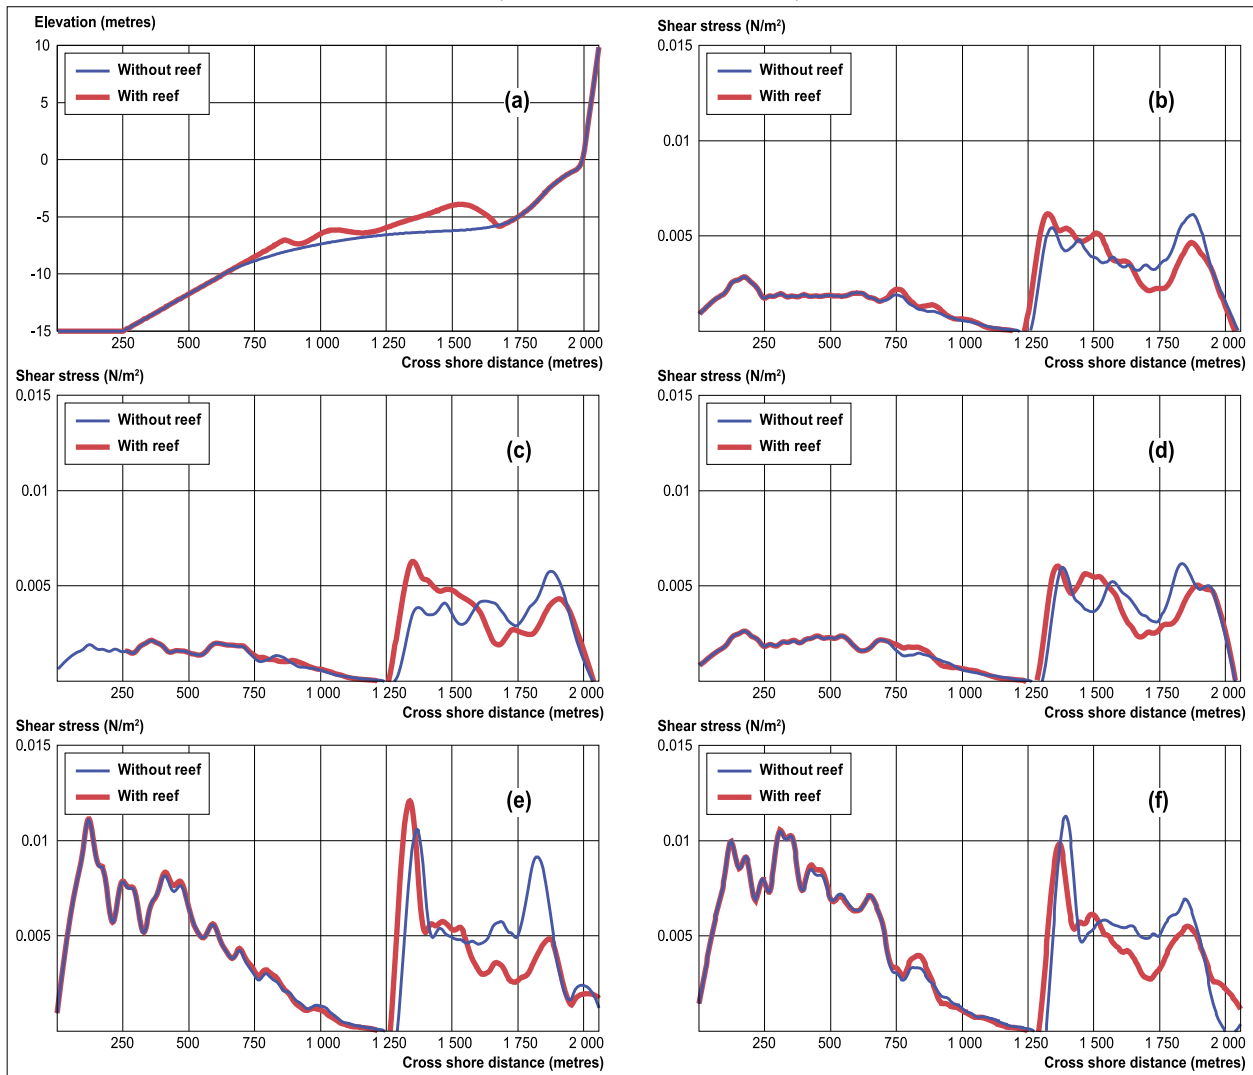 Elevation (metres)
10
5
0
-5
-10
-15
Without reef
With reef
(a)
250 500 750 1 000 1 250 1 500 1 750 2 000
Cross shore distance (metres)
Shear stress (N/m²)
0.015
0.01
0.005
Without reef
With reef
(b)
250 500 750 1 000 1 250 1 500 1 750 2 000
Cross shore distance (metres)
Shear stress (N/m²)
0.015
0.01
0.005
Without reef
With reef
(c)
250 500 750 1 000 1 250 1 500 1 750 2 000
Cross shore distance (metres)
Shear stress (N/m²)
0.015
0.01
0.005
Without reef
With reef
(d)
250 500 750 1 000 1 250 1 500 1 750 2 000
Cross shore distance (metres)
Shear stress (N/m²)
0.015
0.01
0.005
Without reef
With reef
(e)
250 500 750 1 000 1 250 1 500 1 750 2 000
Cross shore distance (metres)
Shear stress (N/m²)
0.015
0.01
0.005
Without reef
With reef
(f)
250 500 750 1 000 1 250 1 500 1 750 2 000
Cross shore distance (metres)